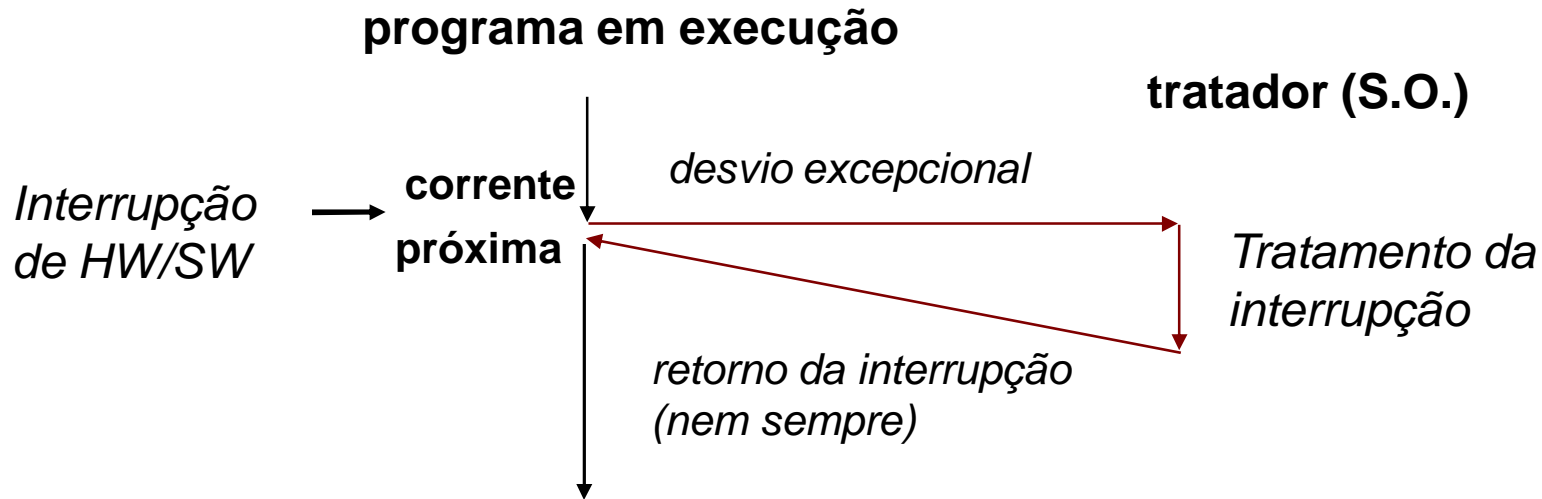 programa em execução
tratador (S.O.)
Interrupção
de HW/SW
corrente
próxima
desvio excepcional
Tratamento da
interrupção
retorno da interrupção
(nem sempre)